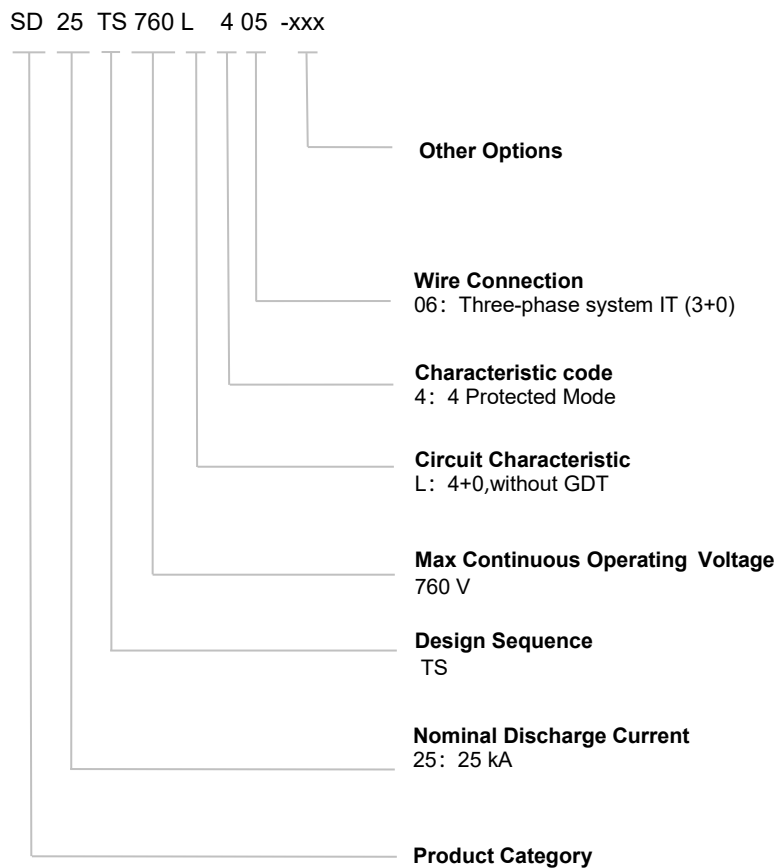 SD 25 TS 760 L 4 05 -xxx
Other Options
Wire Connection
06: Three-phase system IT (3+0)
Characteristic code
4: 4 Protected Mode
Circuit Characteristic
L: 4+0,without GDT
Max Continuous Operating Voltage
760 V
Design Sequence
TS
Nominal Discharge Current
25: 25 kA
Product Category